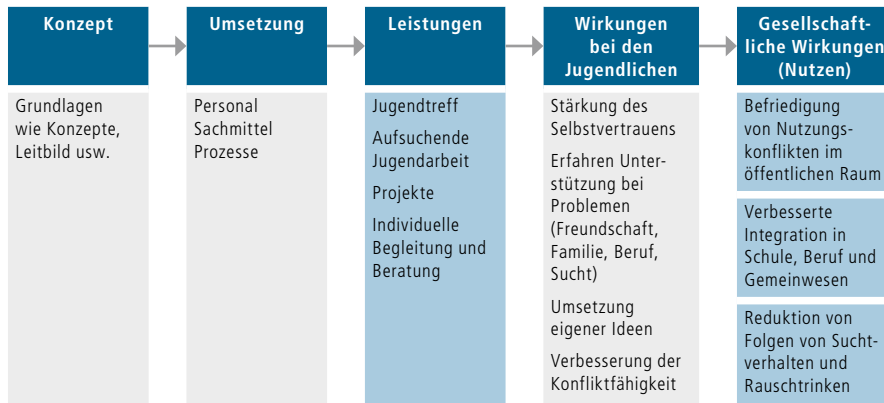 Konzept
Umsetzung
Leistungen
Wirkungen
bei den
Jugendlichen
Gesellschaft-
liche Wirkungen
(Nutzen)
Grundlagen
wie Konzepte,
Leitbild usw.
Personal
Sachmittel
Prozesse
Jugendtreff
Aufsuchende
Jugendarbeit
Projekte
Individuelle
Begleitung und
Beratung
Stärkung des
Selbstvertrauens
Erfahren Unter-
stützung bei
Problemen
(Freundschaft,
Familie, Beruf,
Sucht)
Umsetzung
eigener Ideen
Verbesserung der
Konfliktfähigkeit
Befriedigung
von Nutzungs-
konflikten im
öffentlichen Raum
Verbesserte
Integration in
Schule, Beruf und
Gemeinwesen
Reduktion von
Folgen von Sucht-
verhalten und
Rauschtrinken